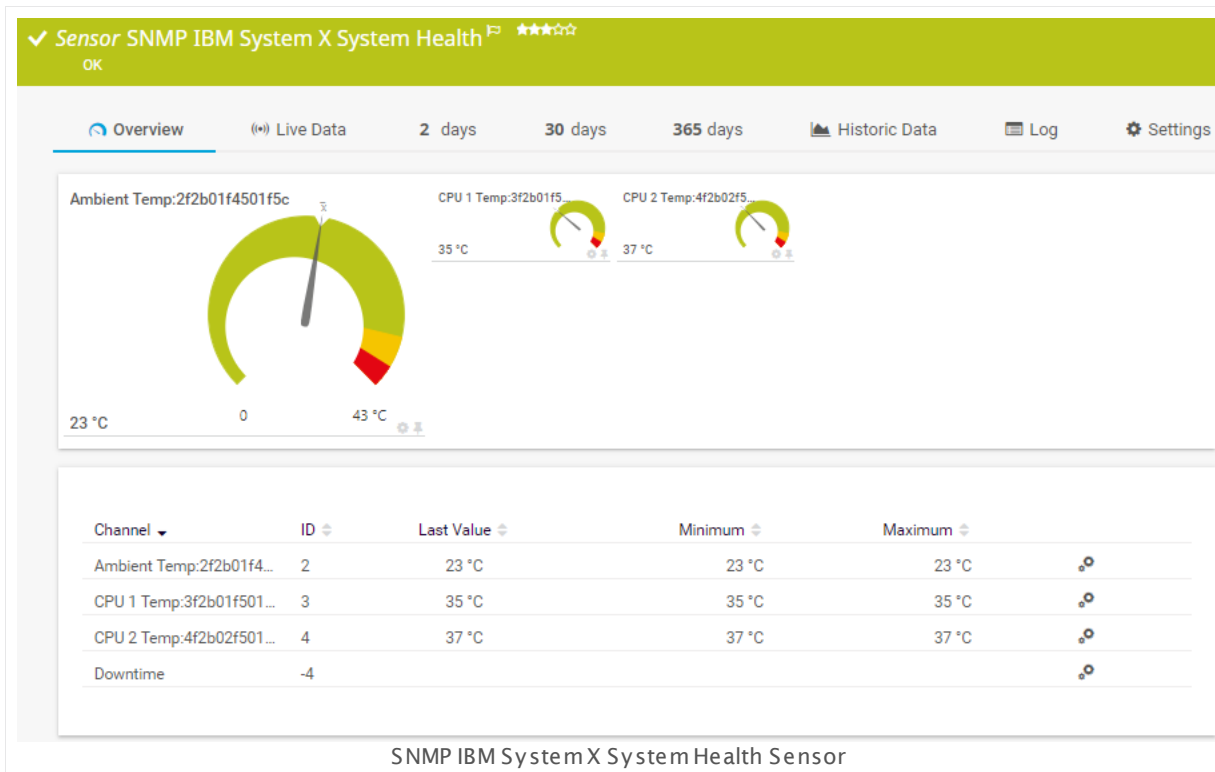 Sensor SNMP IBM System X System Health
OK
Overview
Live Data
2 days
30 days
365 days
Historic Data
Log
Settings
Ambient Temp:2f2b01f4501f5c
x
0
43 °C
23 °C
CPU 1 Temp:3f2b01f5...
35 °C
CPU 2 Temp:4f2b02f5...
37 °C
Channel ID Last Value Minimum Maximum
Ambient Temp:2f2b01f4... 2 23 °C 23 °C 23 °C
CPU 1 Temp:3f2b01f501... 3 35 °C 35 °C 35 °C
CPU 2 Temp:4f2b02f501... 4 37 °C 37 °C 37 °C
Downtime -4
SNMP IBM System X System Health Sensor